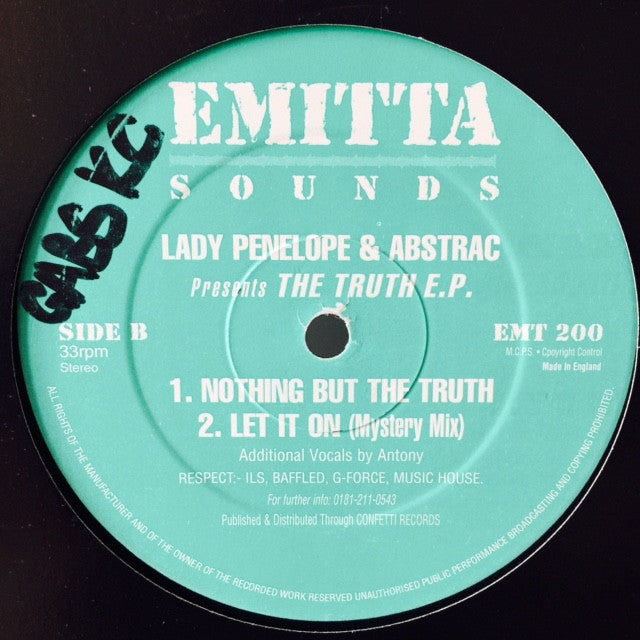 EMITTA
SOUNDS
GABS KC
LADY PENELOPE & ABSTRAC
Presents THE TRUTH E.P.
SIDE B
33rpm
Stereo
EMT 200
M.C.P.S. • Cpoyright Control
Made in England
1. NOTHING BUT THE TRUTH
2. LET IT ON (Mystery Mix)
Additional Vocals by Antony
RESPECT:- ILS, BAFFLED, G-FORCE, MUSIC HOUSE.
For further info: 0181-211-0543
Published & Distributed Through CONFETTI RECORDS
ALL RIGHTS OF THE MANUFACTURER AND OF THE OWNER OF THE RECORDED WORK RESERVED UNAUTHORISED PUBLIC PERFORMANCE BROADCASTING AND COPYING PROHIBITED.